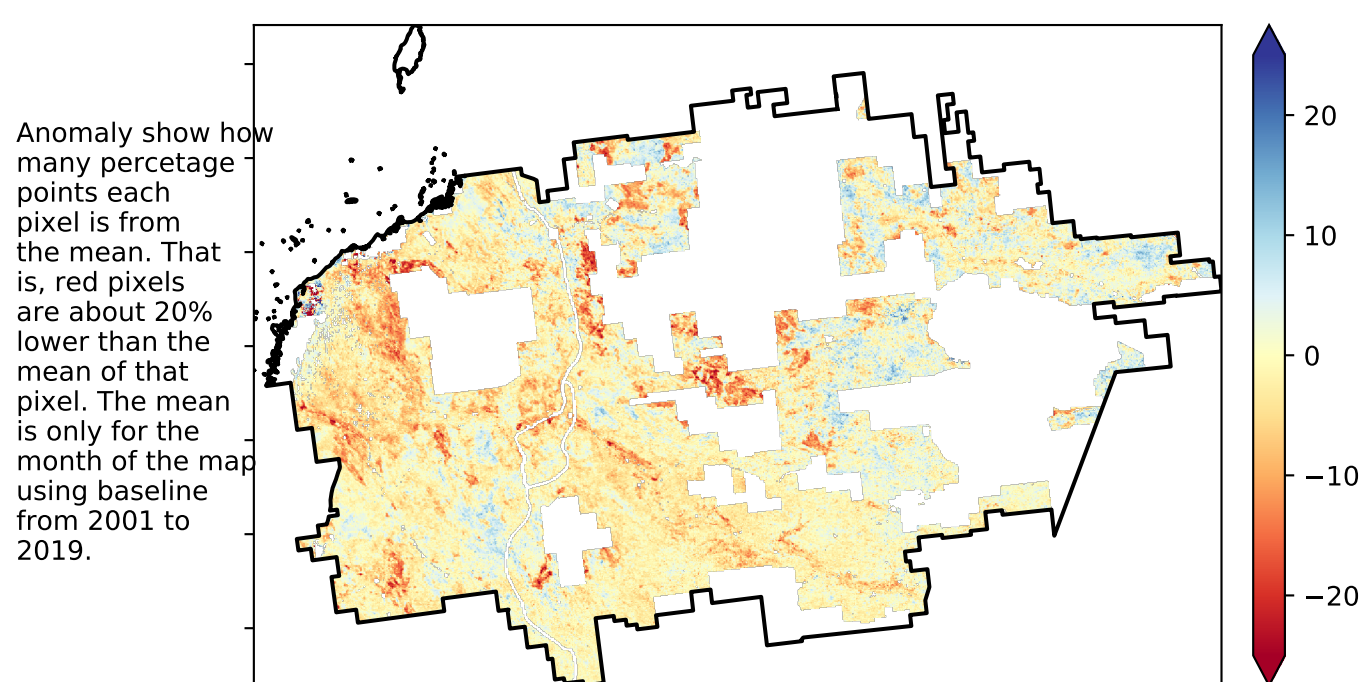 Anomaly show how
many percetage
points each
pixel is from
the mean. That
is, red pixels
are about 20%
lower than the
mean of that
pixel. The mean
is only for the
month of the map
using baseline
from 2001 to
2019.
20
10
0
−10
−20